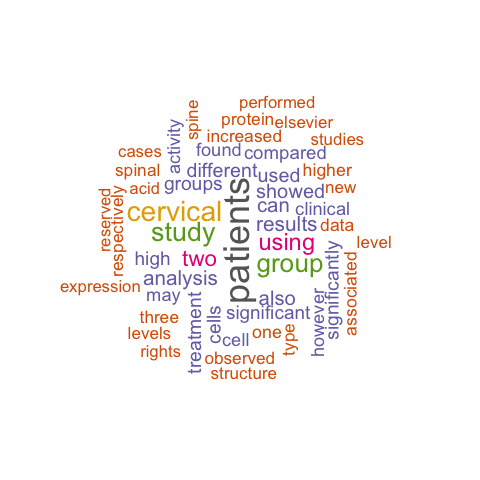 performed
spine
protein
elsevier
increased
studies
activity
found
compared
cases
different
used
higher
spinal
acid
groups
showed
new
patients
cervical
can
clinical
reserved
respectively
study
results
data
using
level
two
high
group
significantly
associated
analysis
expression
may
also
treatment
cells
significant
however
three
levels
cell
one
type
rights
observed
structure